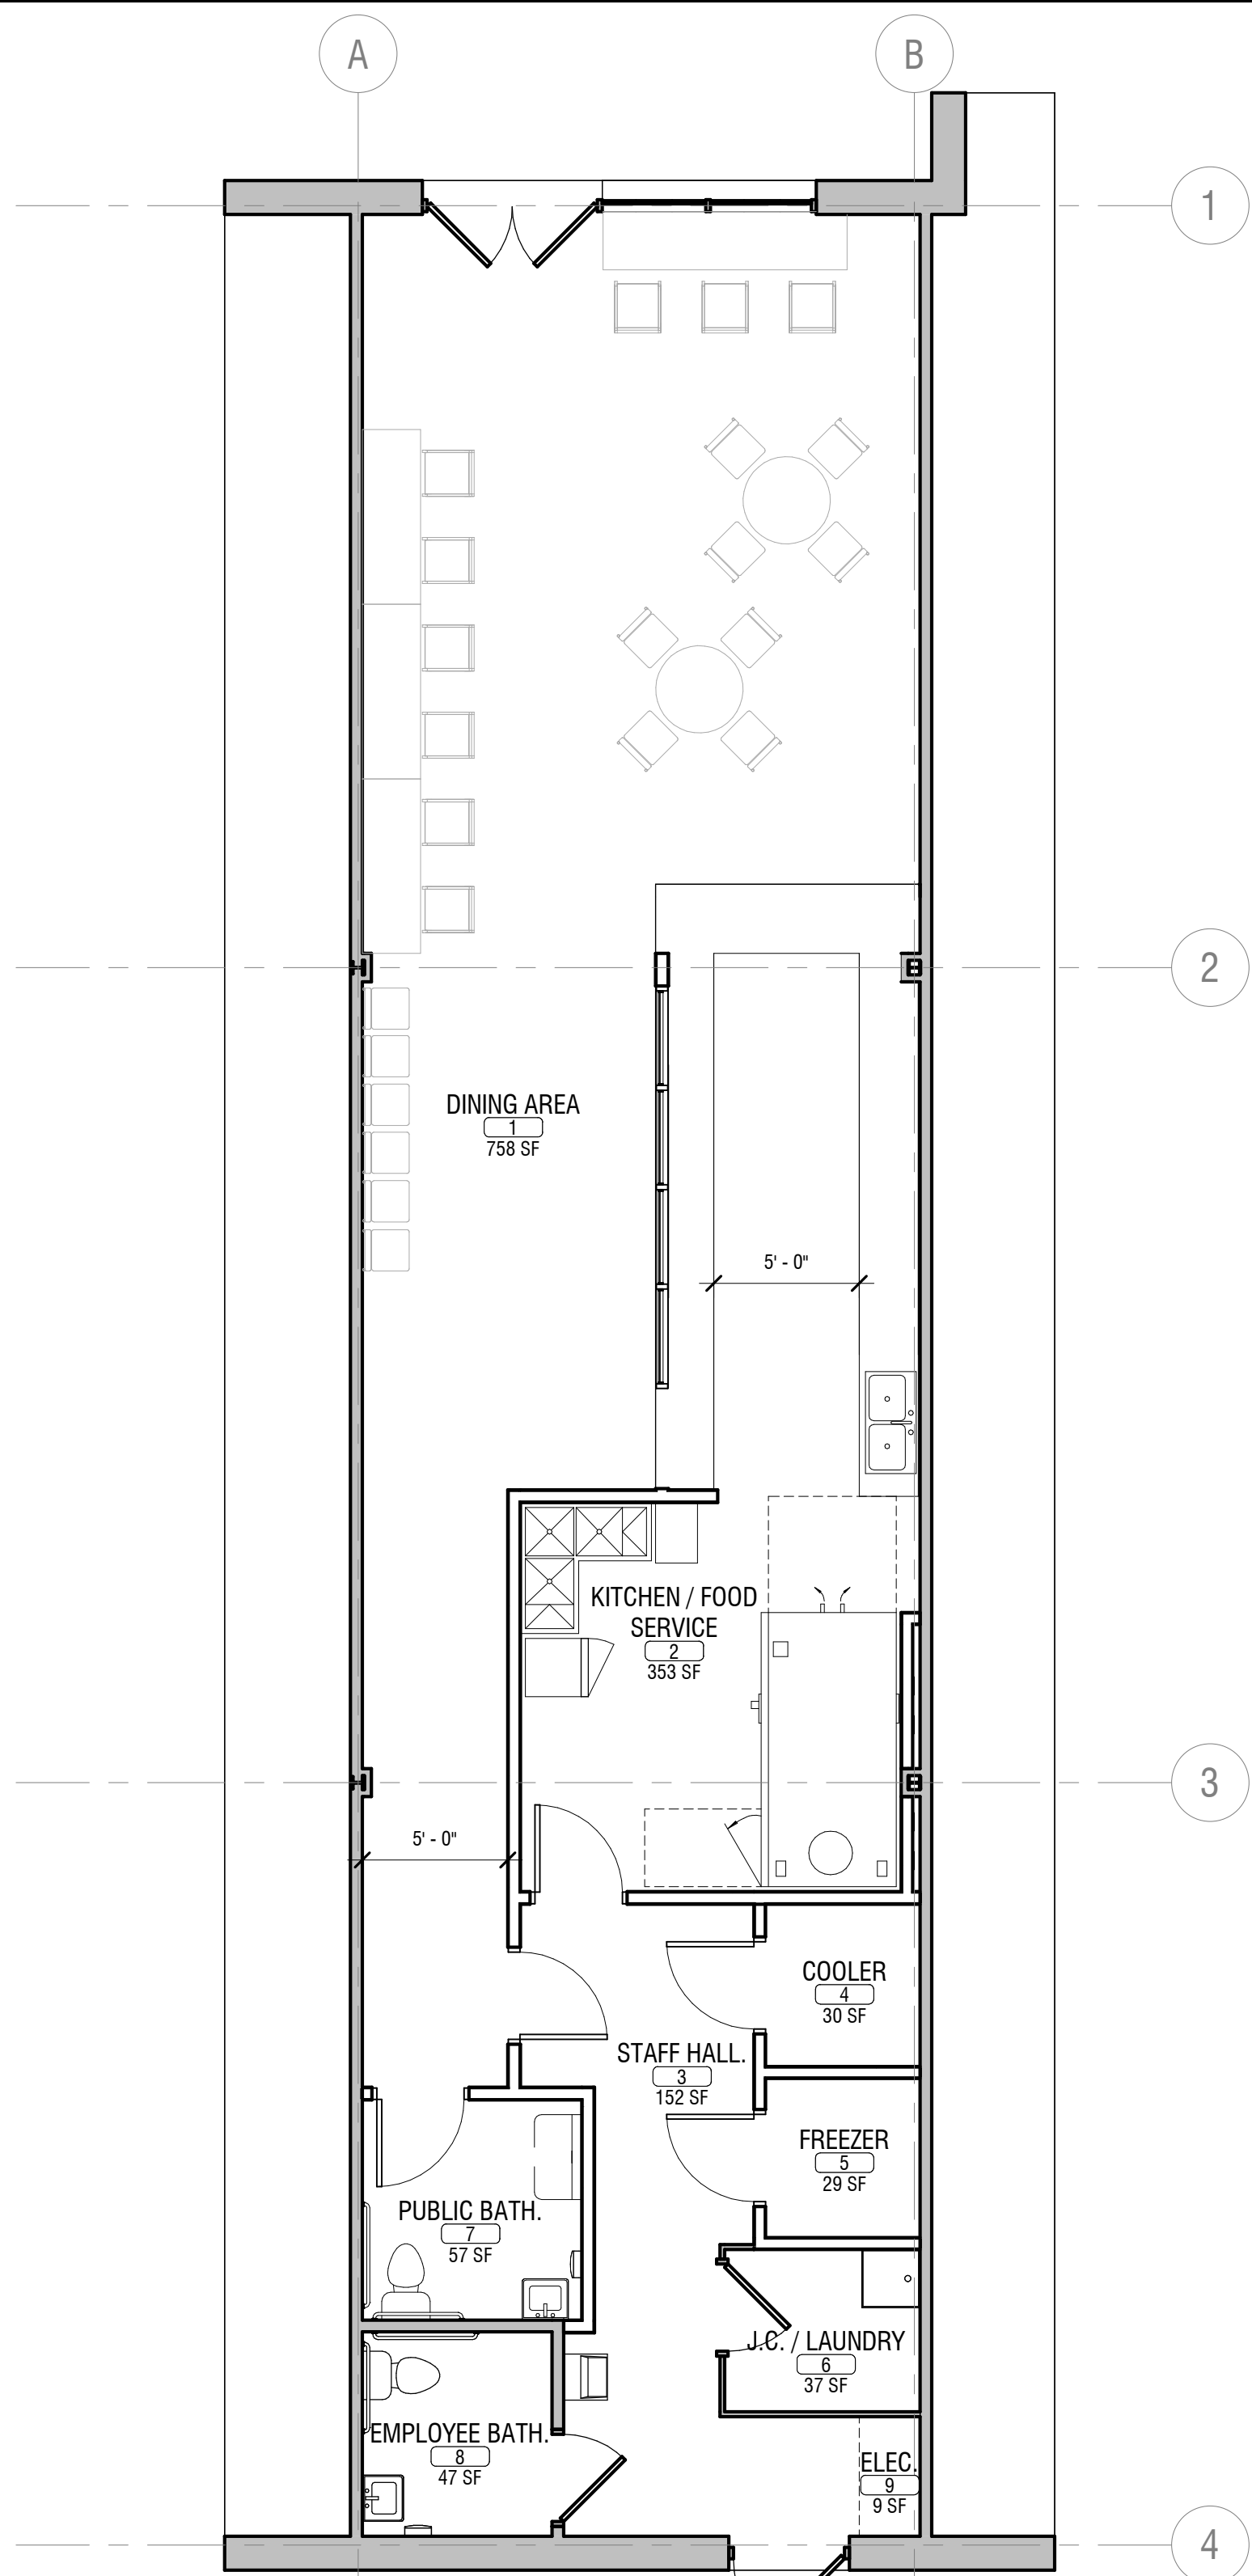 A
B
1
2
DINING AREA
1
758 SF
5' - 0"
KITCHEN / FOOD
SERVICE
2
353 SF
3
5' - 0"
COOLER
4
30 SF
STAFF HALL.
3
152 SF
FREEZER
5
29 SF
PUBLIC BATH.
7
57 SF
J.C. / LAUNDRY
6
37 SF
EMPLOYEE BATH.
8
47 SF
ELEC.
9
9 SF
4